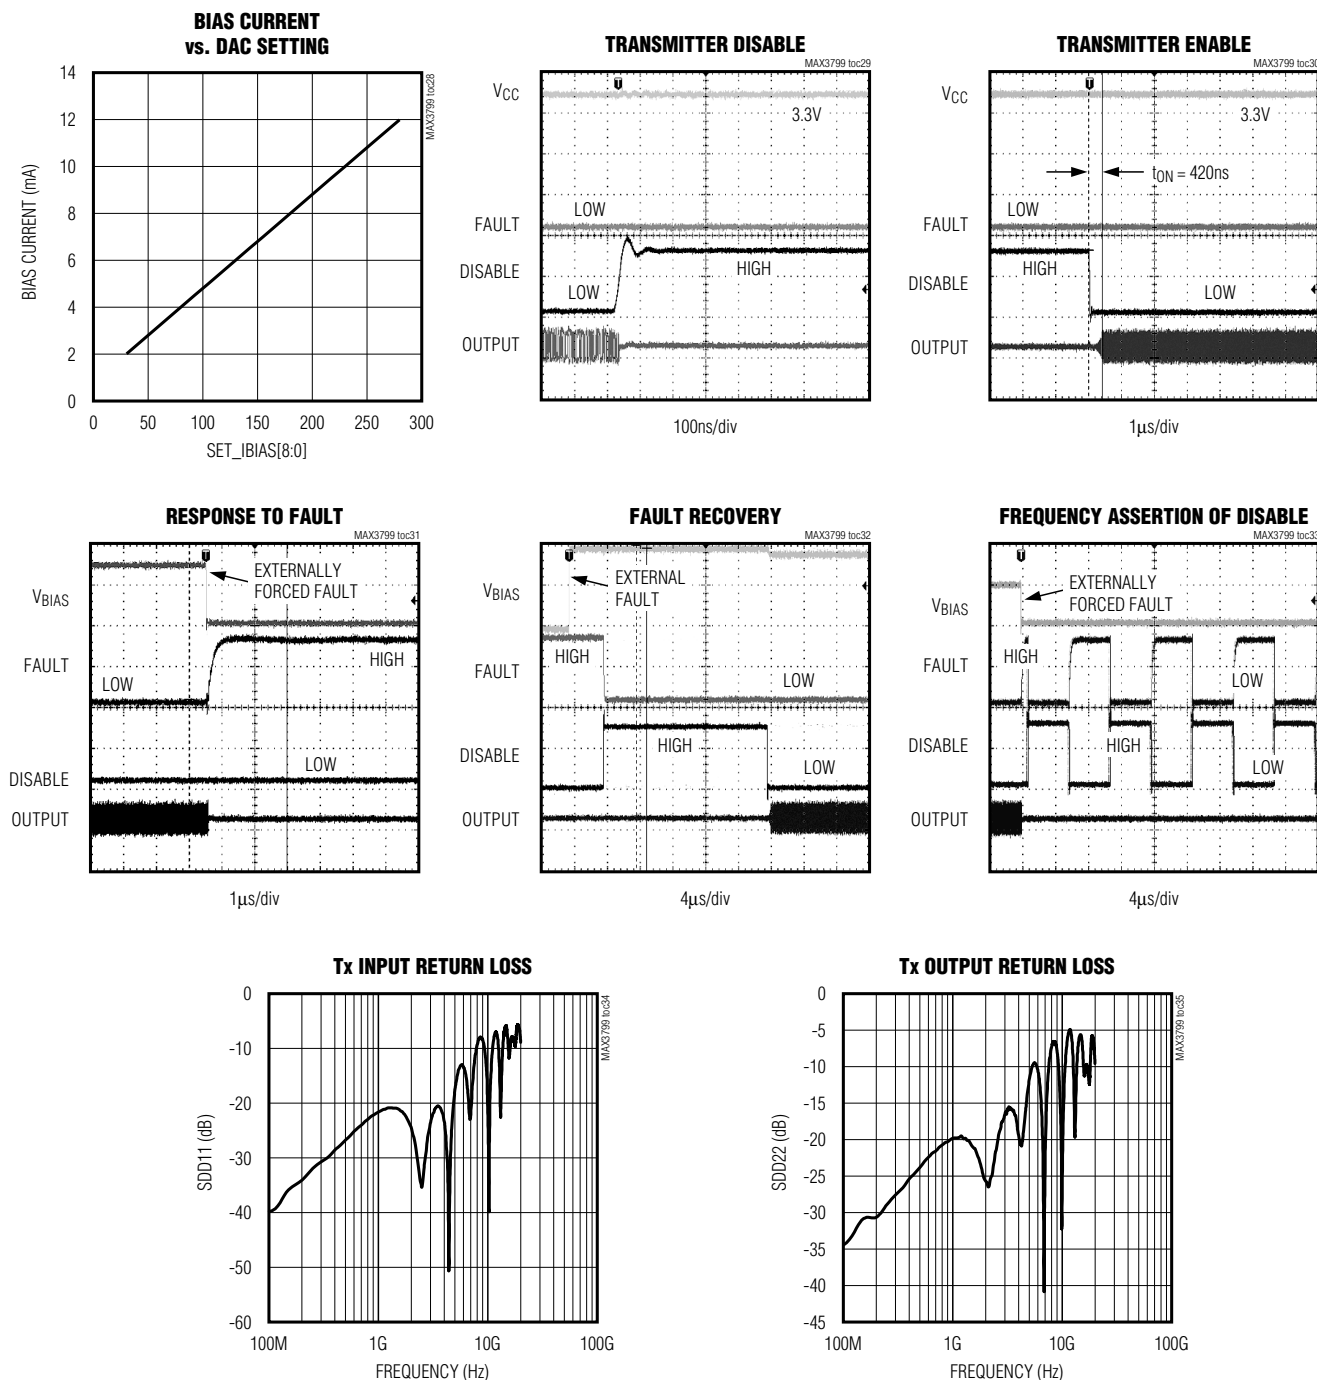 BIAS CURRENT
vs. DAC SETTING
MAX3799 toc28
BIAS CURRENT (mA)
14
12
10
8
6
4
2
0
0 50 100 150 200 250 300
SET_IBIAS[8:0]
TRANSMITTER DISABLE
MAX3799 toc29
VCC
3.3V
FAULT
LOW
DISABLE
LOW
HIGH
OUTPUT
100ns/div
TRANSMITTER ENABLE
MAX3799 toc30
VCC
3.3V
tON = 420ns
FAULT
LOW
DISABLE
HIGH
LOW
OUTPUT
1µs/div
RESPONSE TO FAULT
MAX3799 toc31
VBIAS
EXTERNALLY
FORCED FAULT
FAULT
LOW
HIGH
DISABLE
LOW
OUTPUT
1µs/div
FAULT RECOVERY
MAX3799 toc32
VBIAS
EXTERNAL
FAULT
FAULT
HIGH
LOW
DISABLE
HIGH
LOW
OUTPUT
4µs/div
FREQUENCY ASSERTION OF DISABLE
MAX3799 toc33
VBIAS
EXTERNALLY
FORCED FAULT
FAULT
HIGH
LOW
DISABLE
HIGH
LOW
OUTPUT
4µs/div
Tx INPUT RETURN LOSS
MAX3799 toc34
SDD11 (dB)
0
-10
-20
-30
-40
-50
-60
100M 1G 10G 100G
FREQUENCY (Hz)
Tx OUTPUT RETURN LOSS
MAX3799 toc35
SDD22 (dB)
0
-5
-10
-15
-20
-25
-30
-35
-40
-45
100M 1G 10G 100G
FREQUENCY (Hz)